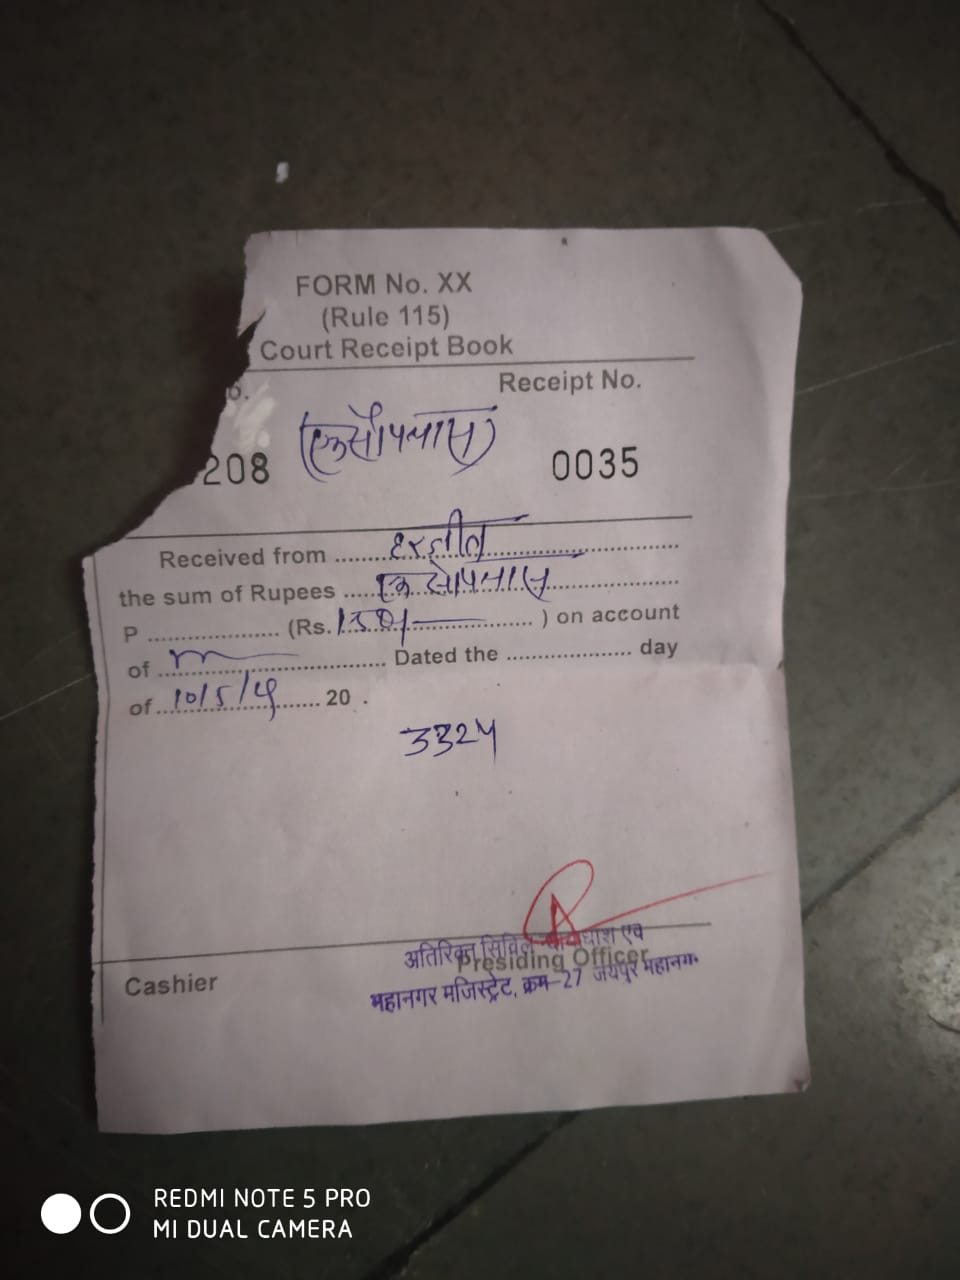 FORM No. XX
(Rule 115)
Court Receipt Book
o. Receipt No.
(एकसौपचास)
208 0035
Received from ...... हरजीत ......
the sum of Rupees ...... एकसौपचास ......
P ...... (Rs. 150/- ...... ) on account
of ...... Dated the ...... day
of ... 10/5/19 ...... 20 .
3324
अतिरिक्त सिविल न्यायाधीश एवं
Presiding Officer
Cashier
महानगर मजिस्ट्रेट, क्रम-27 जयपुर महानगर
REDMI NOTE 5 PRO
MI DUAL CAMERA